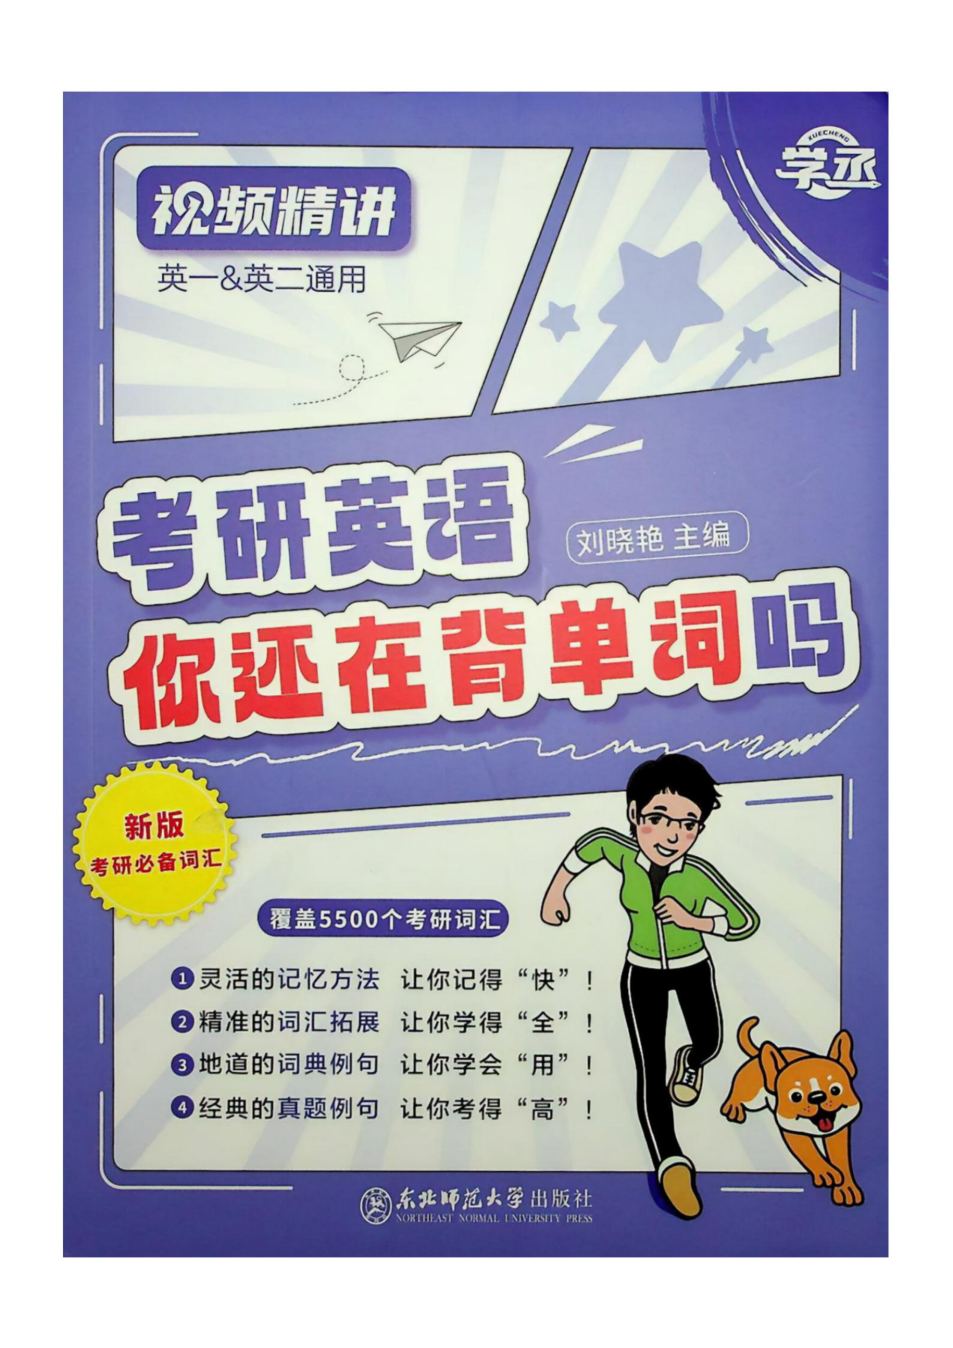 XUECHENG
学丞
视频精讲
英一&英二通用
考研英语
刘晓艳 主编
你还在背单词吗
新版
考研必备词汇
覆盖5500个考研词汇
1 灵活的记忆方法 让你记得“快”！
2 精准的词汇拓展 让你学得“全”！
3 地道的词典例句 让你学会“用”！
4 经典的真题例句 让你考得“高”！
东北师范大学出版社
NORTHEAST NORMAL UNIVERSITY PRESS